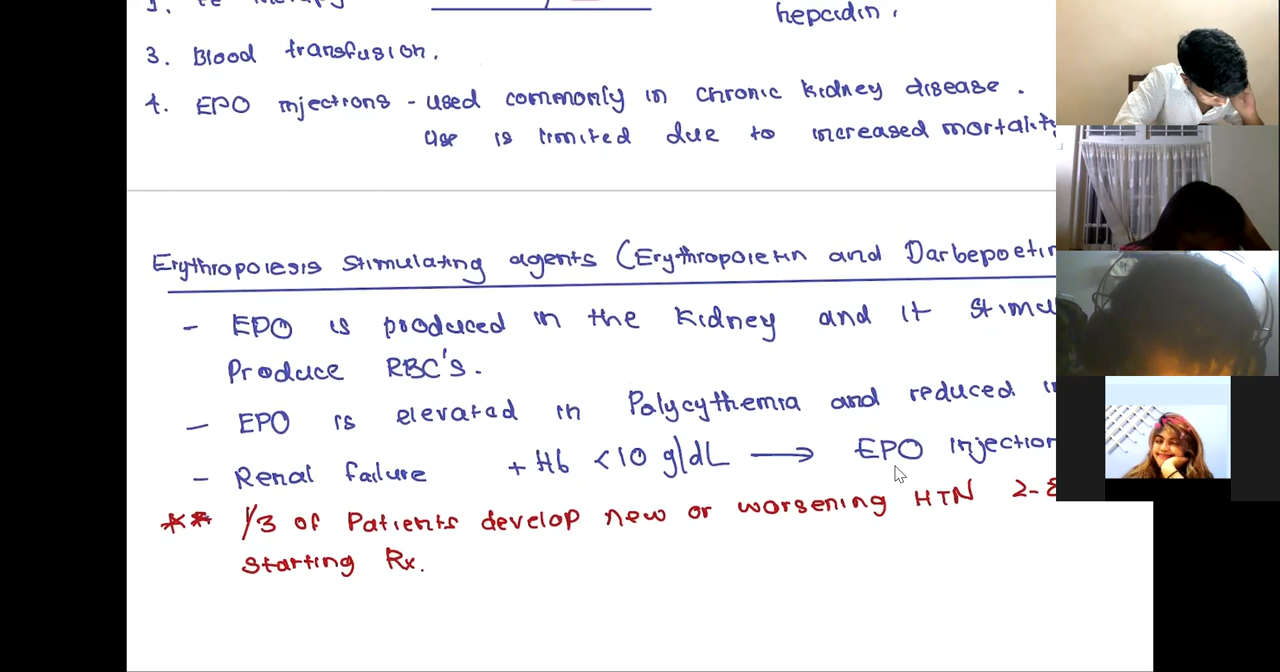 hepcidin.
3. Blood transfusion.
4. EPO injections - used commonly in chronic kidney disease.
use is limited due to increased mortality
Erythropoiesis stimulating agents (Erythropoietin and Darbepoetin
- EPO is produced in the kidney and it stimu
Produce RBC's.
- EPO is elevated in Polycythemia and reduced
- Renal failure + Hb <10 g/dL → EPO injection
** 1/3 of Patients develop new or worsening HTN 2-8
starting Rx.